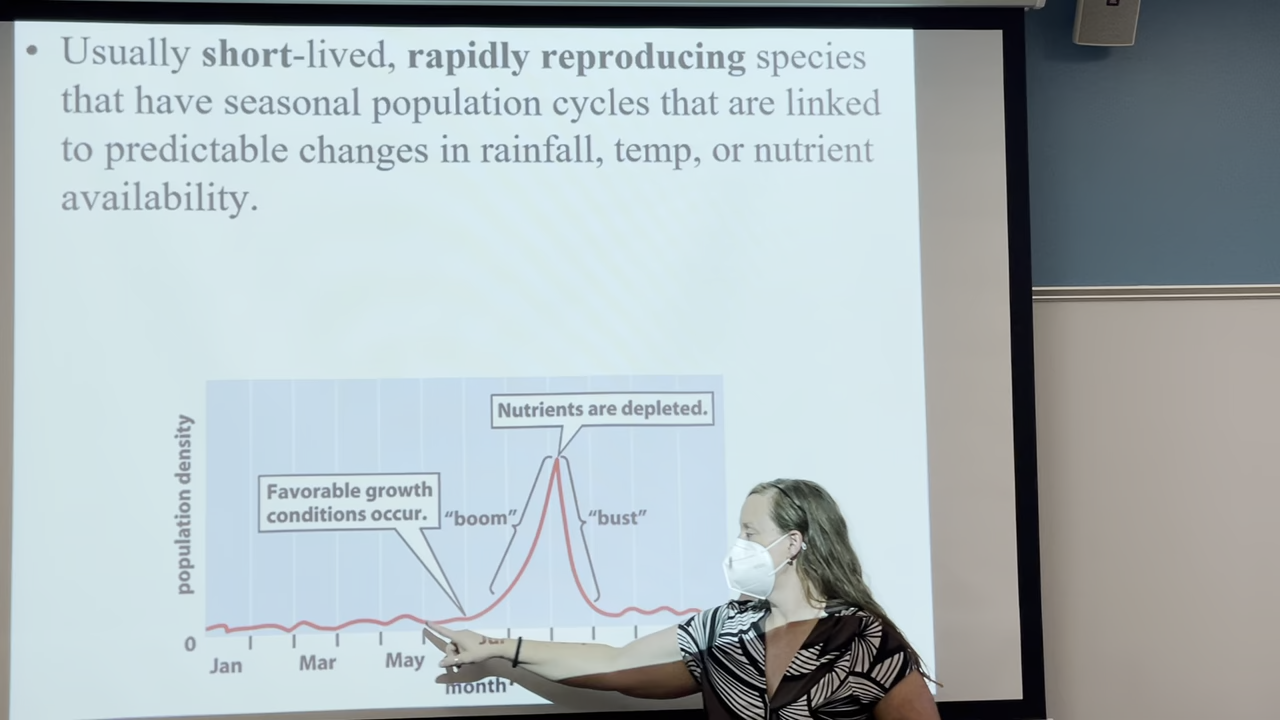 • Usually short-lived, rapidly reproducing species
that have seasonal population cycles that are linked
to predictable changes in rainfall, temp, or nutrient
availability.
Nutrients are depleted.
Favorable growth
conditions occur.
"boom"
"bust"
population density
0
Jan Mar May
month